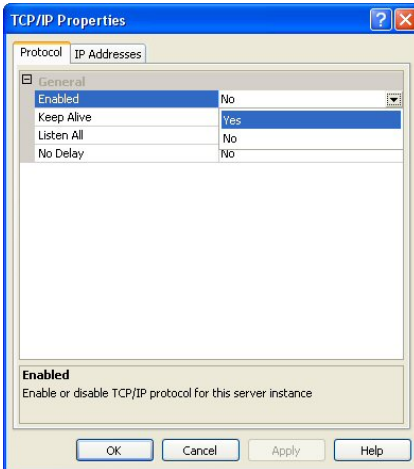 TCP/IP Properties
Protocol IP Addresses
General
Enabled No
Keep Alive Yes
Listen All No
No Delay No
Enabled
Enable or disable TCP/IP protocol for this server instance
OK Cancel Apply Help